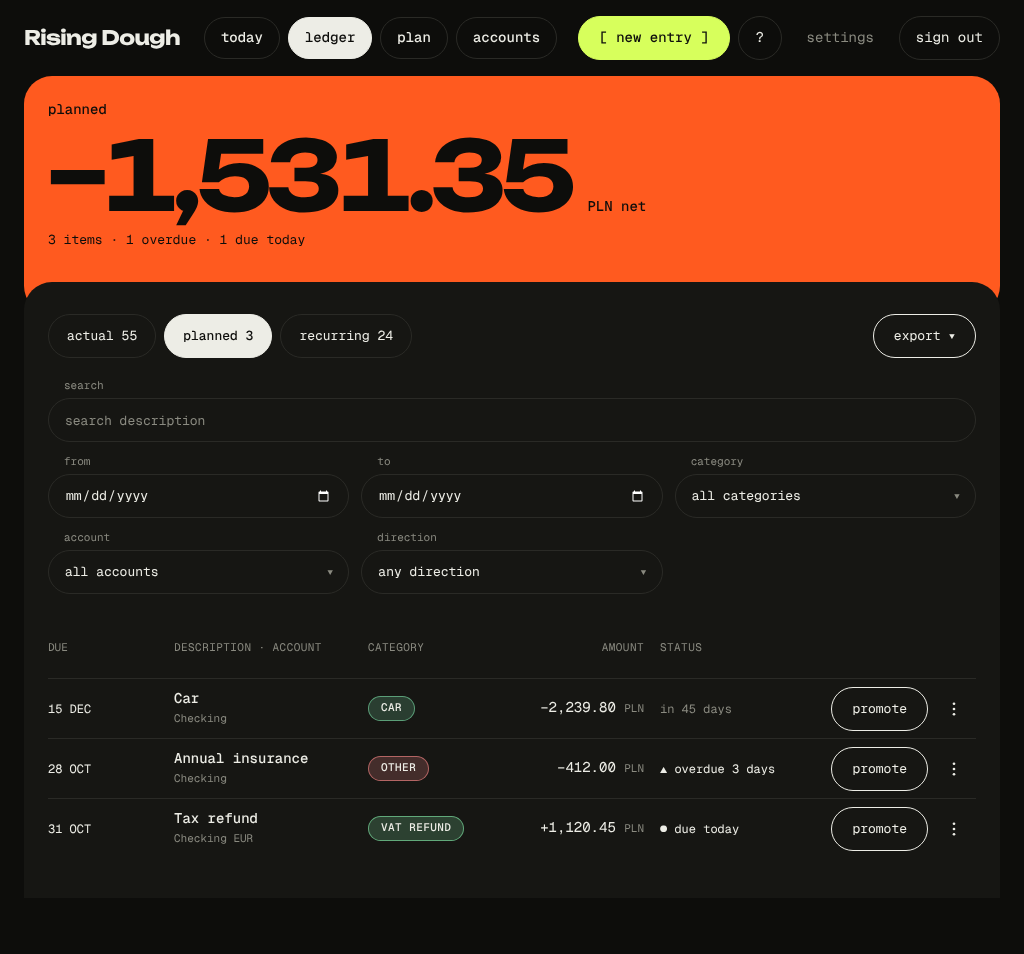 Rising Dough today ledger plan accounts [ new entry ] ? settings sign out
planned
−1,531.35 PLN net
3 items · 1 overdue · 1 due today
actual 55 planned 3 recurring 24 export ▾
search
search description
from to category
mm/dd/yyyy mm/dd/yyyy all categories ▾
account direction
all accounts ▾ any direction ▾
DUE DESCRIPTION · ACCOUNT CATEGORY AMOUNT STATUS
15 DEC Car CAR −2,239.80 PLN in 45 days promote
Checking
28 OCT Annual insurance OTHER −412.00 PLN ▲ overdue 3 days promote
Checking
31 OCT Tax refund VAT REFUND +1,120.45 PLN ● due today promote
Checking EUR